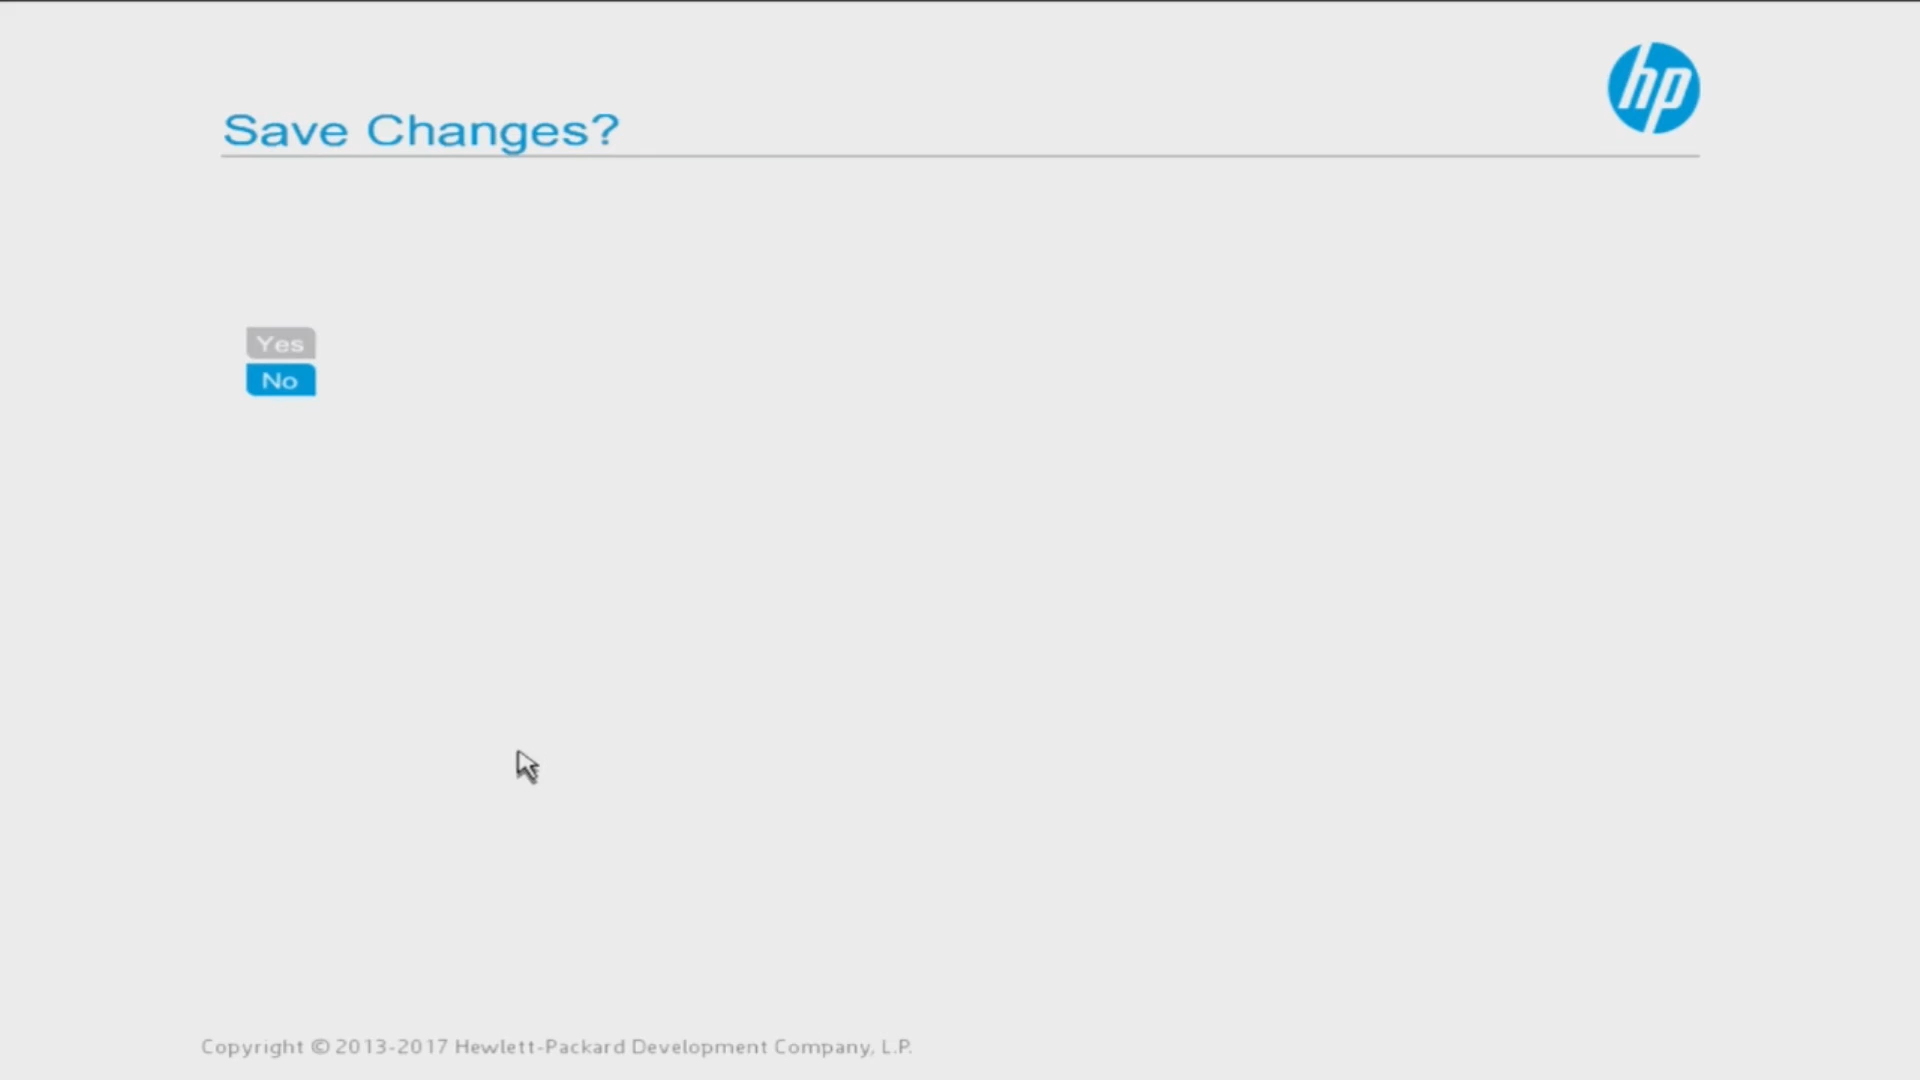 hp
Save Changes?
Yes
No
Copyright © 2013-2017 Hewlett-Packard Development Company, L.P.